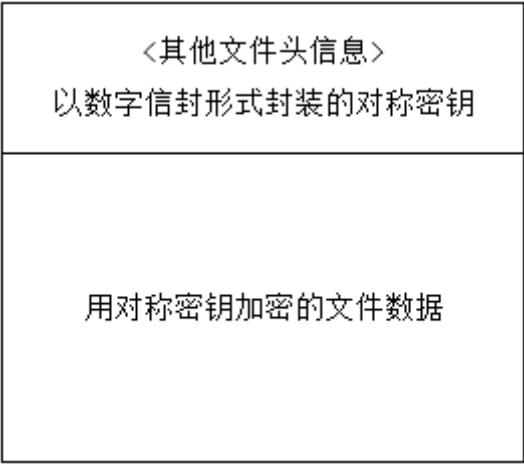 <其他文件头信息>
以数字信封形式封装的对称密钥
用对称密钥加密的文件数据